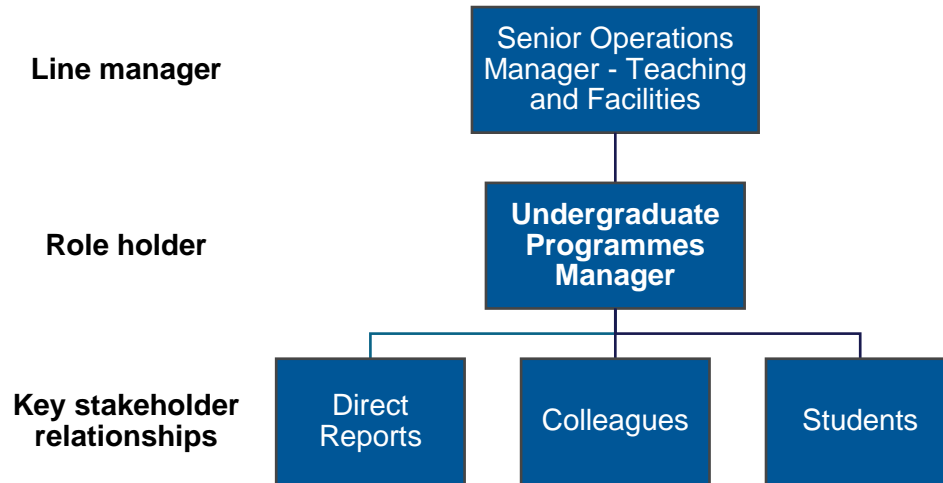 Line manager
Senior Operations
Manager - Teaching
and Facilities
Role holder
Undergraduate
Programmes
Manager
Key stakeholder
relationships
Direct
Reports
Colleagues
Students